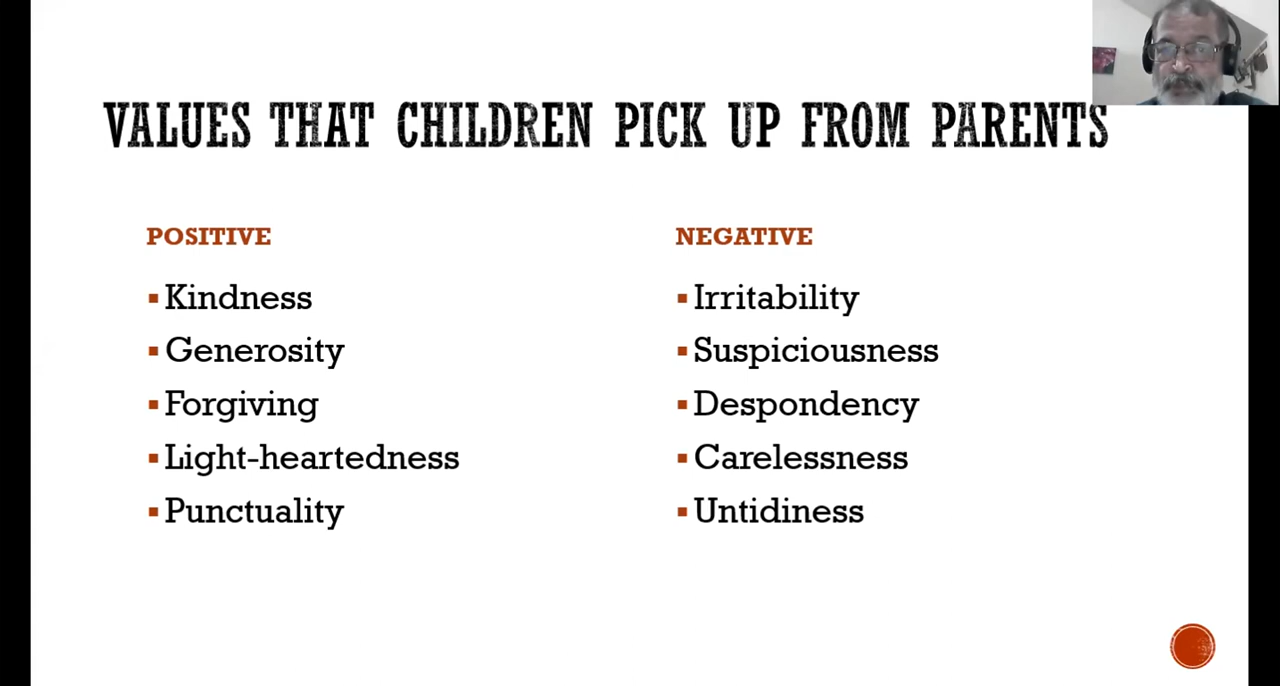 VALUES THAT CHILDREN PICK UP FROM PARENTS
POSITIVE
Kindness
Generosity
Forgiving
Light-heartedness
Punctuality
NEGATIVE
Irritability
Suspiciousness
Despondency
Carelessness
Untidiness